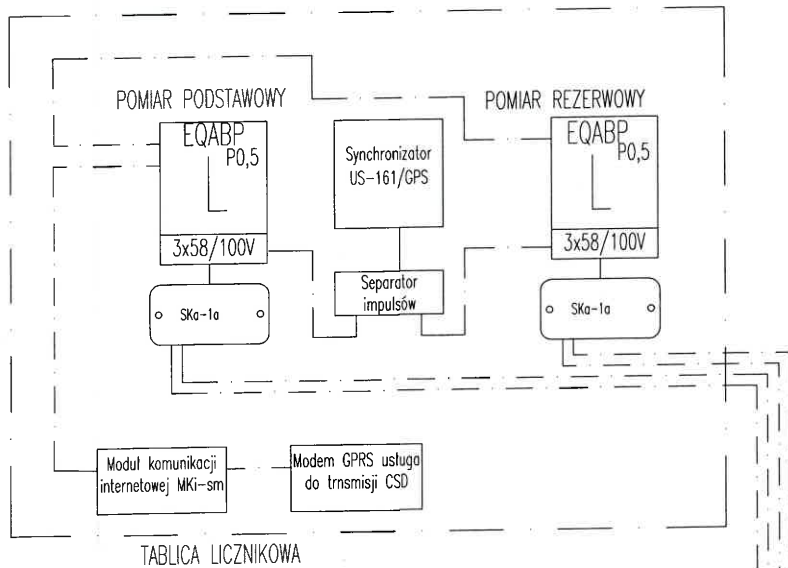 POMIAR PODSTAWOWY
EQABP
P0,5
3x58/100V
SKa-1a
Synchronizator
US-161/GPS
Separator
impulsów
POMIAR REZERWOWY
EQABP
P0,5
3x58/100V
SKa-1a
Moduł komunikacji
internetowej MKi-sm
Modem GPRS usługa
do trnsmisji CSD
TABLICA LICZNIKOWA